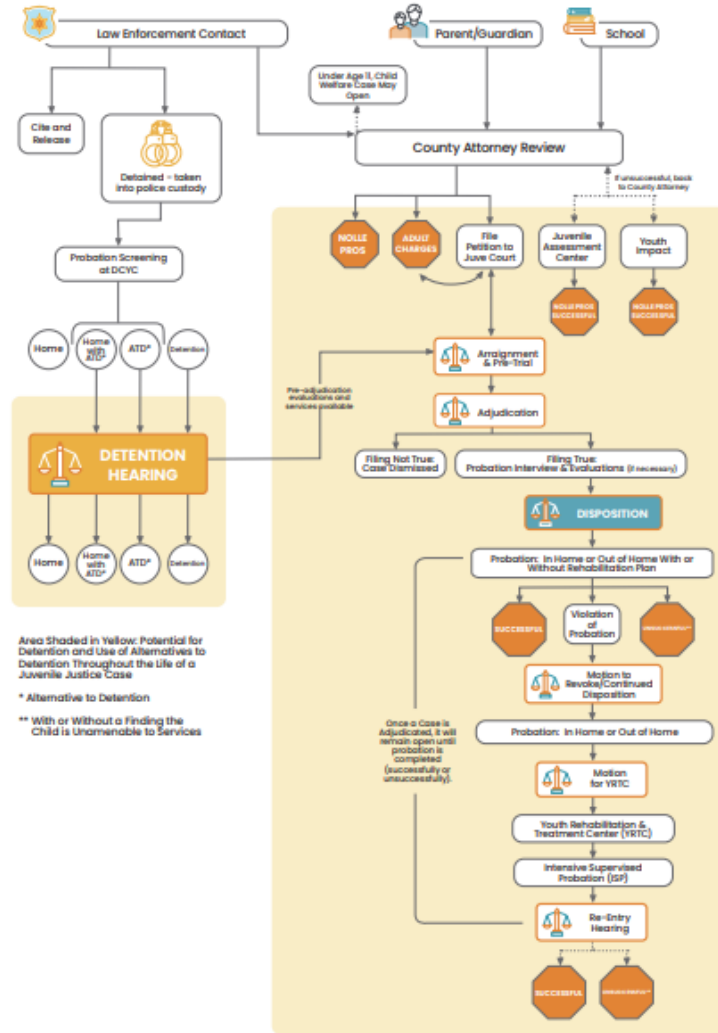 Law Enforcement Contact
Parent/Guardian
School
Under Age 11, Child
Welfare Case May
Open
Cite and
Release
Detained - taken
into police custody
County Attorney Review
If unsuccessful, back
to County Attorney
NOLLE
PROS
ADULT
CHARGES
File
Petition to
Juve Court
Juvenile
Assessment
Center
Youth
Impact
Probation Screening
at DCYC
NOLLE PROS
SUCCESSFUL
NOLLE PROS
SUCCESSFUL
Home
Home
with
ATD*
ATD*
Detention
Arraignment
& Pre-Trial
Pre-adjudication
evaluations and
services available
Adjudication
DETENTION
HEARING
Filing Not True:
Case Dismissed
Filing True:
Probation Interview & Evaluations (if necessary)
DISPOSITION
Home
Home
with
ATD*
ATD*
Detention
Probation: In Home or Out of Home With or
Without Rehabilitation Plan
SUCCESSFUL
Violation
of
Probation
UNSUCCESSFUL**
Area Shaded in Yellow: Potential for
Detention and Use of Alternatives to
Detention Throughout the Life of a
Juvenile Justice Case
* Alternative to Detention
** With or Without a Finding the
Child is Unamenable to Services
Motion to
Revoke/Continued
Disposition
Once a Case is
Adjudicated, it will
remain open until
probation is
completed
(successfully or
unsuccessfully).
Probation: In Home or Out of Home
Motion
for YRTC
Youth Rehabilitation &
Treatment Center (YRTC)
Intensive Supervised
Probation (ISP)
Re-Entry
Hearing
SUCCESSFUL
UNSUCCESSFUL**